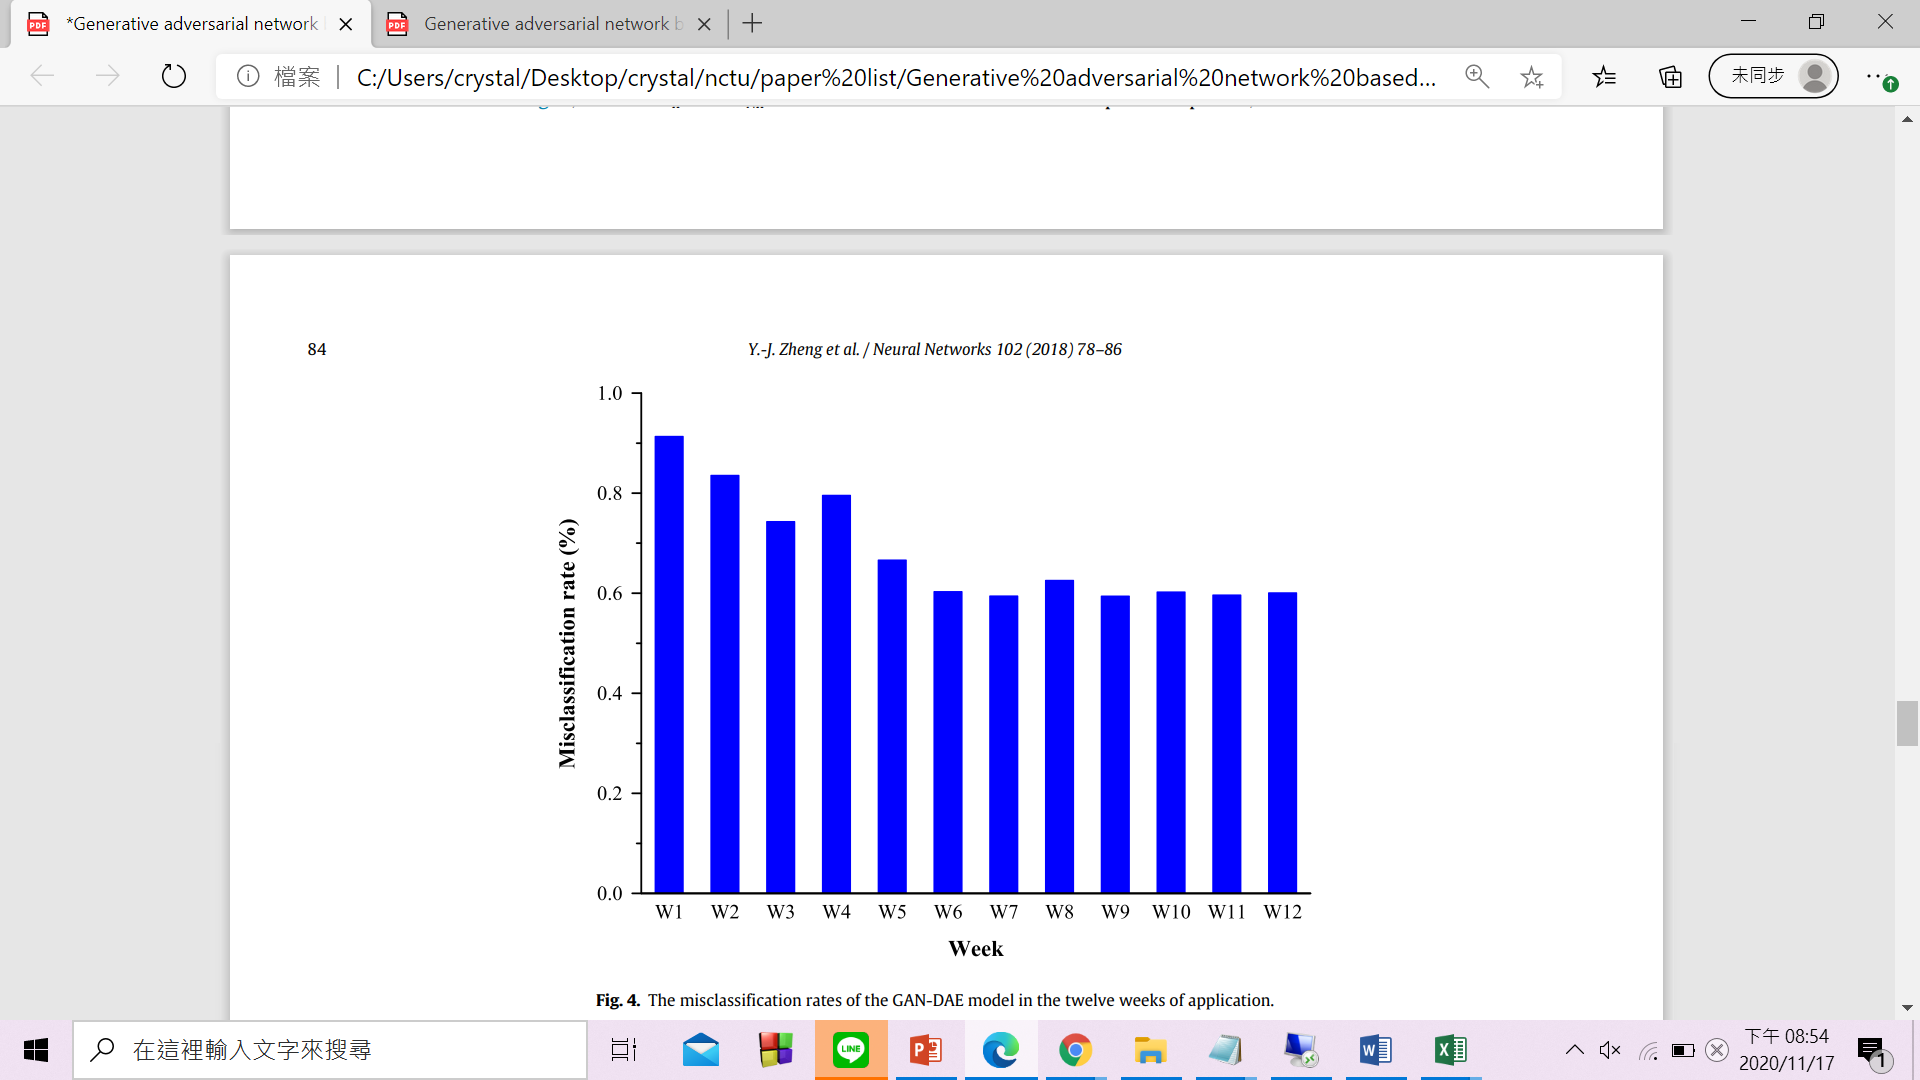 *Generative adversarial network
Generative adversarial network b
檔案
C:/Users/crystal/Desktop/crystal/nctu/paper%20list/Generative%20adversarial%20network%20based...
未同步
84
Y.-J. Zheng et al. / Neural Networks 102 (2018) 78–86
1.0
0.8
0.6
0.4
0.2
0.0
Misclassification rate (%)
W1 W2 W3 W4 W5 W6 W7 W8 W9 W10 W11 W12
Week
Fig. 4. The misclassification rates of the GAN-DAE model in the twelve weeks of application.
在這裡輸入文字來搜尋
LINE
下午 08:54
2020/11/17
1